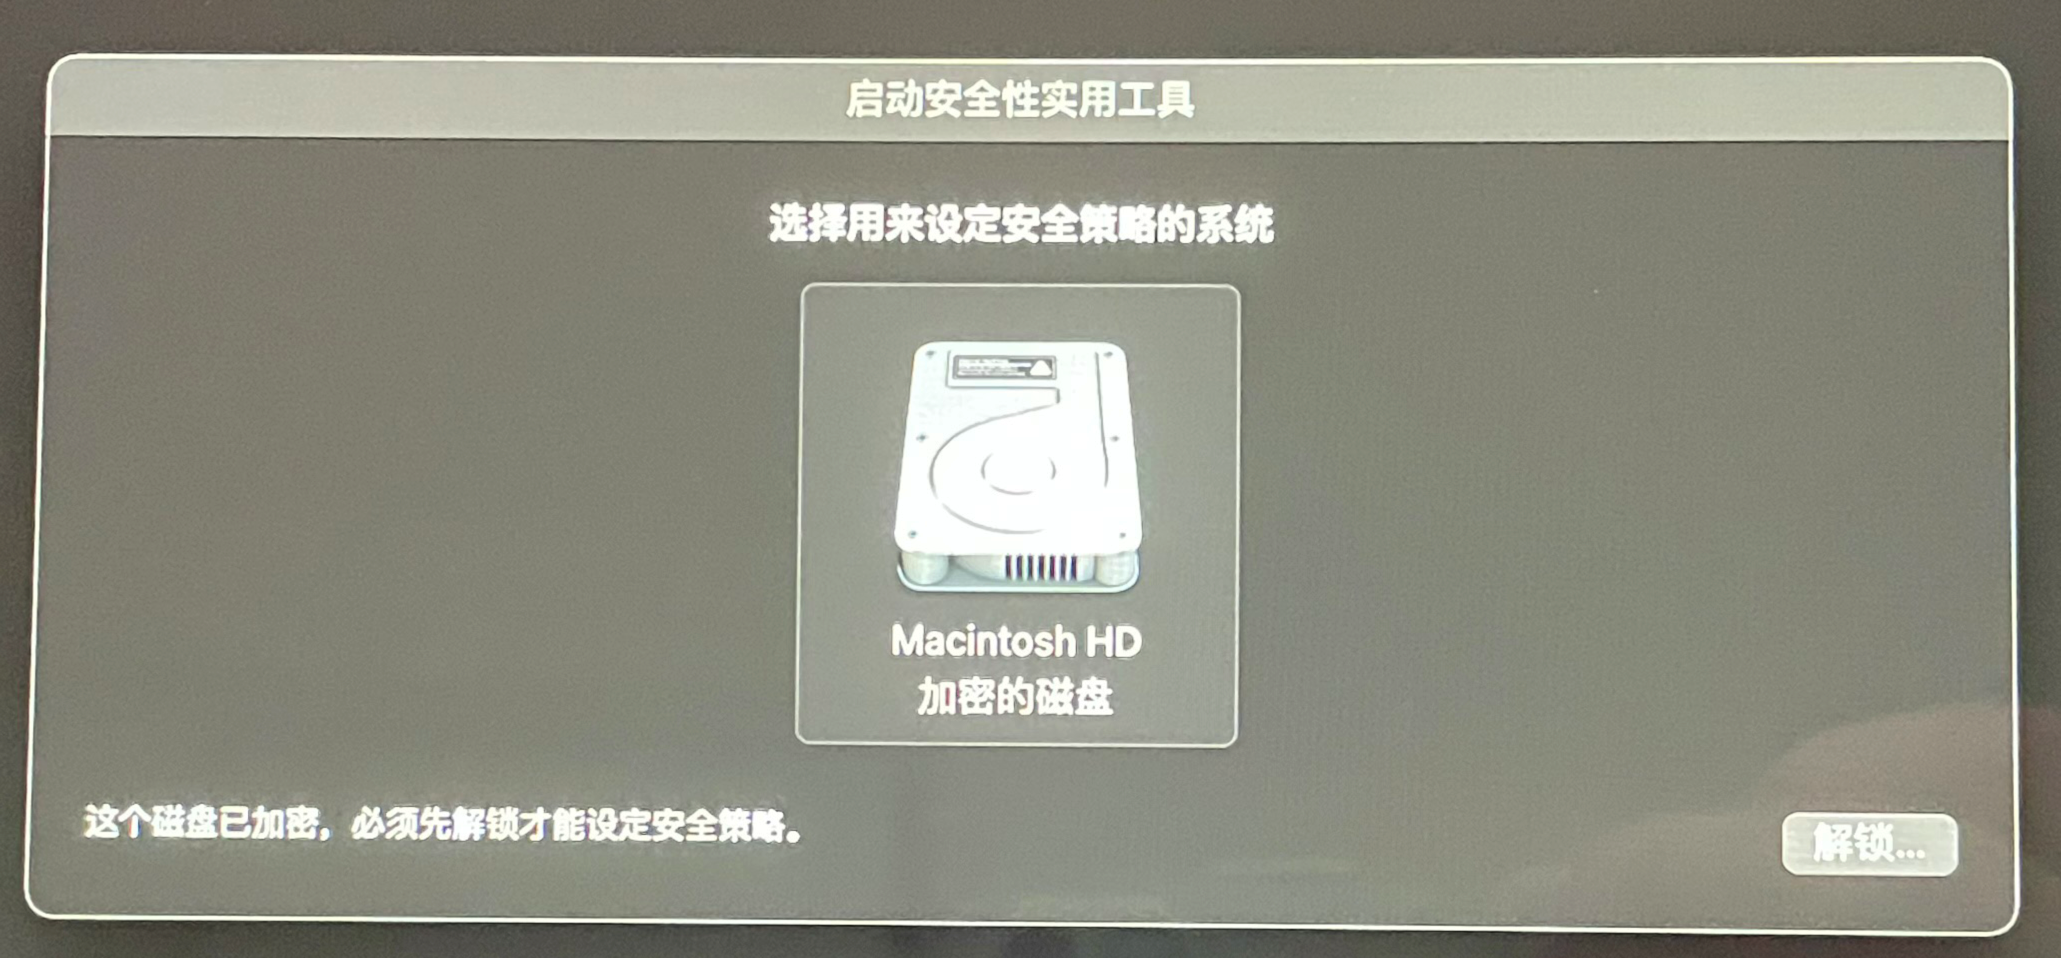 启动安全性实用工具
选择用来设定安全策略的系统
Macintosh HD
加密的磁盘
这个磁盘已加密，必须先解锁才能设定安全策略。
解锁...